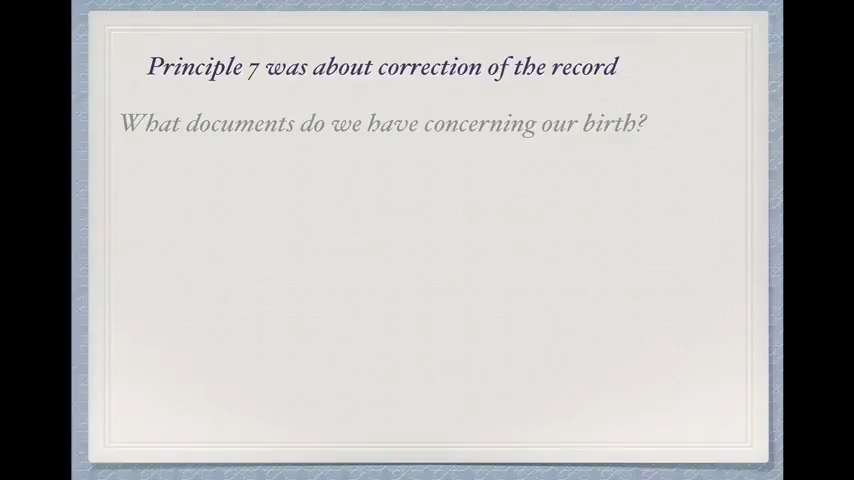 Principle 7 was about correction of the record
What documents do we have concerning our birth?